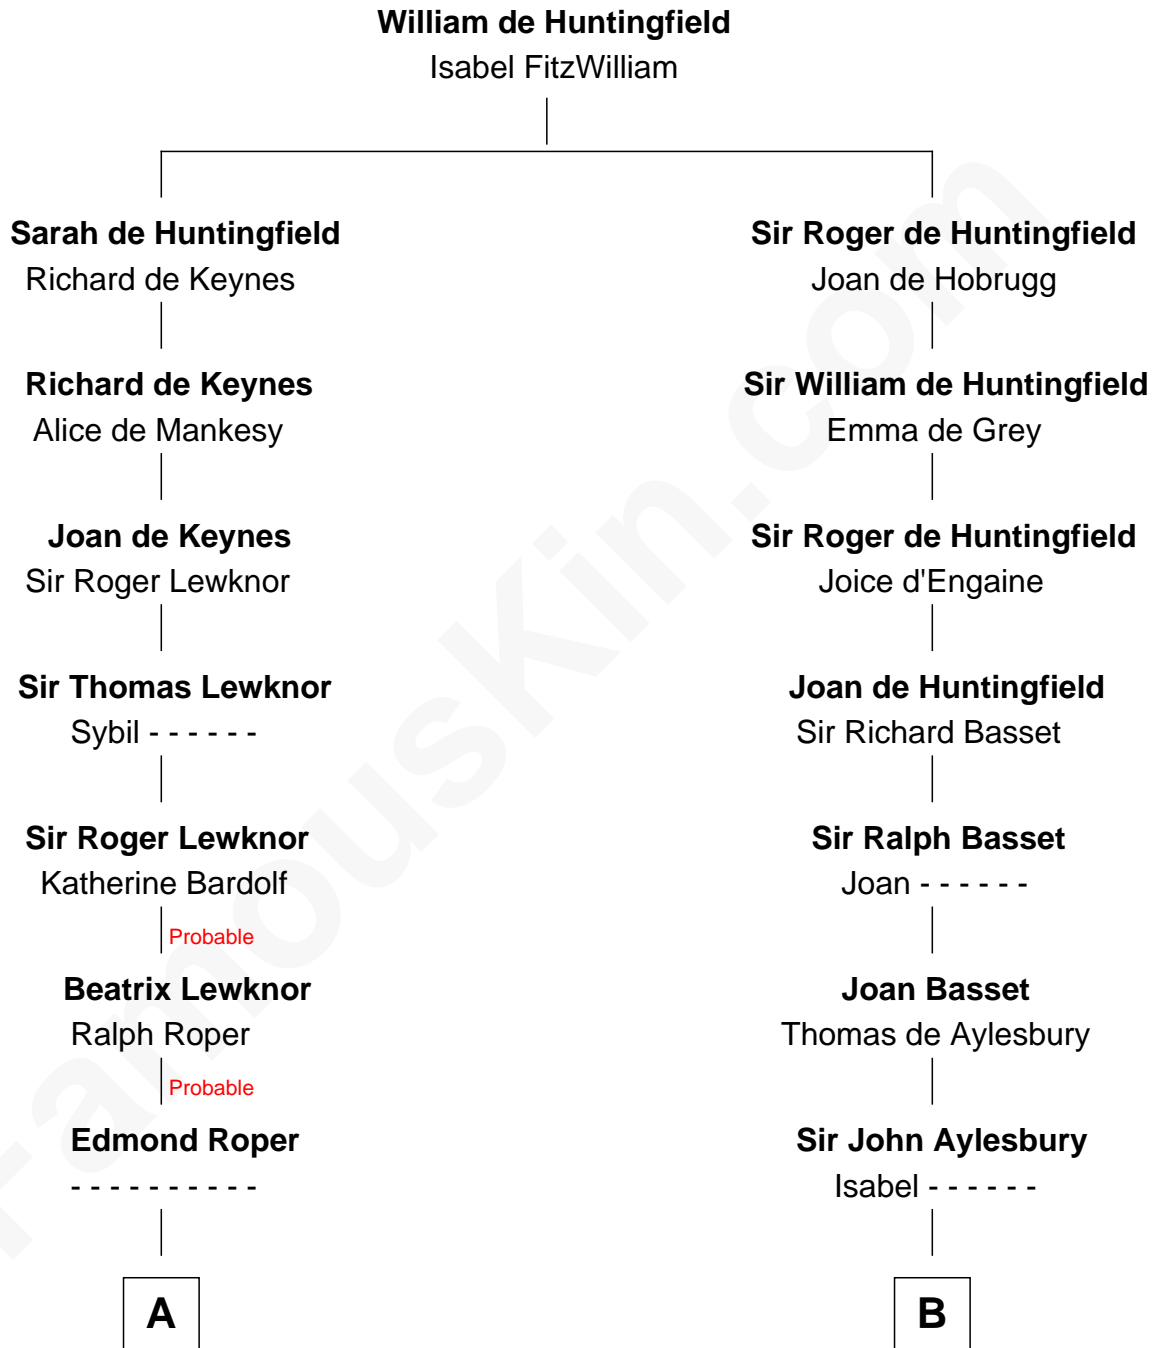 William de Huntingfield
Isabel FitzWilliam
Sarah de Huntingfield
Richard de Keynes
Sir Roger de Huntingfield
Joan de Hobrugg
Richard de Keynes
Alice de Mankesy
Sir William de Huntingfield
Emma de Grey
Joan de Keynes
Sir Roger Lewknor
Sir Roger de Huntingfield
Joice d'Engaine
Sir Thomas Lewknor
Sybil - - - - - -
Joan de Huntingfield
Sir Richard Basset
Sir Roger Lewknor
Katherine Bardolf
Probable
Sir Ralph Basset
Joan - - - - - -
Beatrix Lewknor
Ralph Roper
Probable
Joan Basset
Thomas de Aylesbury
Edmond Roper
- - - - - - - - - -
Sir John Aylesbury
Isabel - - - - - -
A
B
FamousKin.com